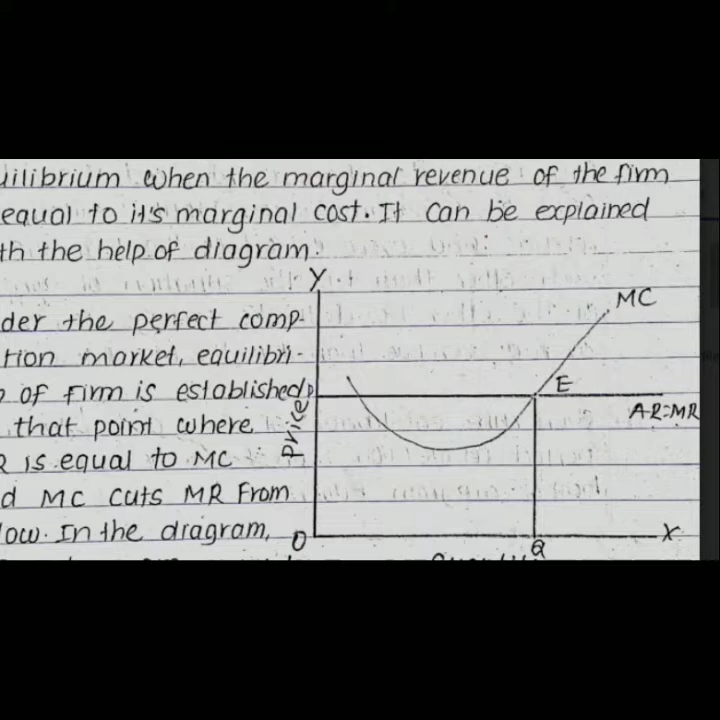 uilibrium when the marginal revenue of the firm
equal to it's marginal cost. It can be explained
th the help of diagram.
Y
der the perfect comp-
MC
tion market, equilibri-
of firm is established
P
E
that point where
AR=MR
Price
R is equal to MC
d MC cuts MR From
low. In the diagram,
O
Q
X